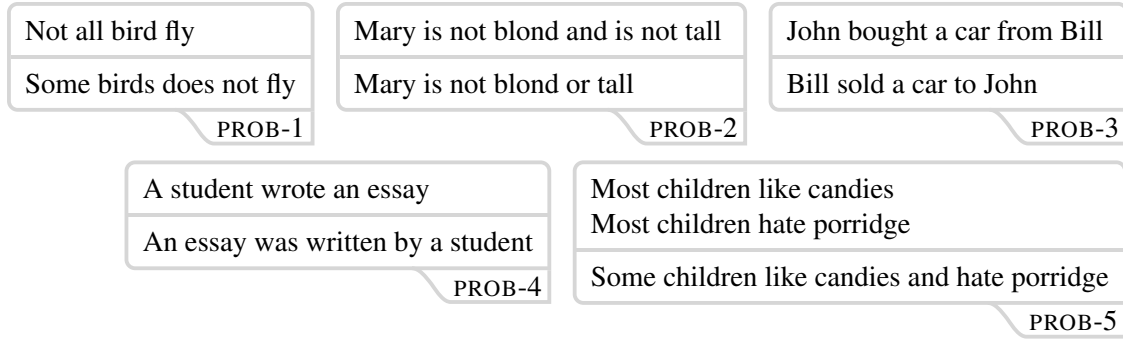 Not all bird fly
Some birds does not fly
PROB-1
Mary is not blond and is not tall
Mary is not blond or tall
PROB-2
John bought a car from Bill
Bill sold a car to John
PROB-3
A student wrote an essay
An essay was written by a student
PROB-4
Most children like candies
Most children hate porridge
Some children like candies and hate porridge
PROB-5